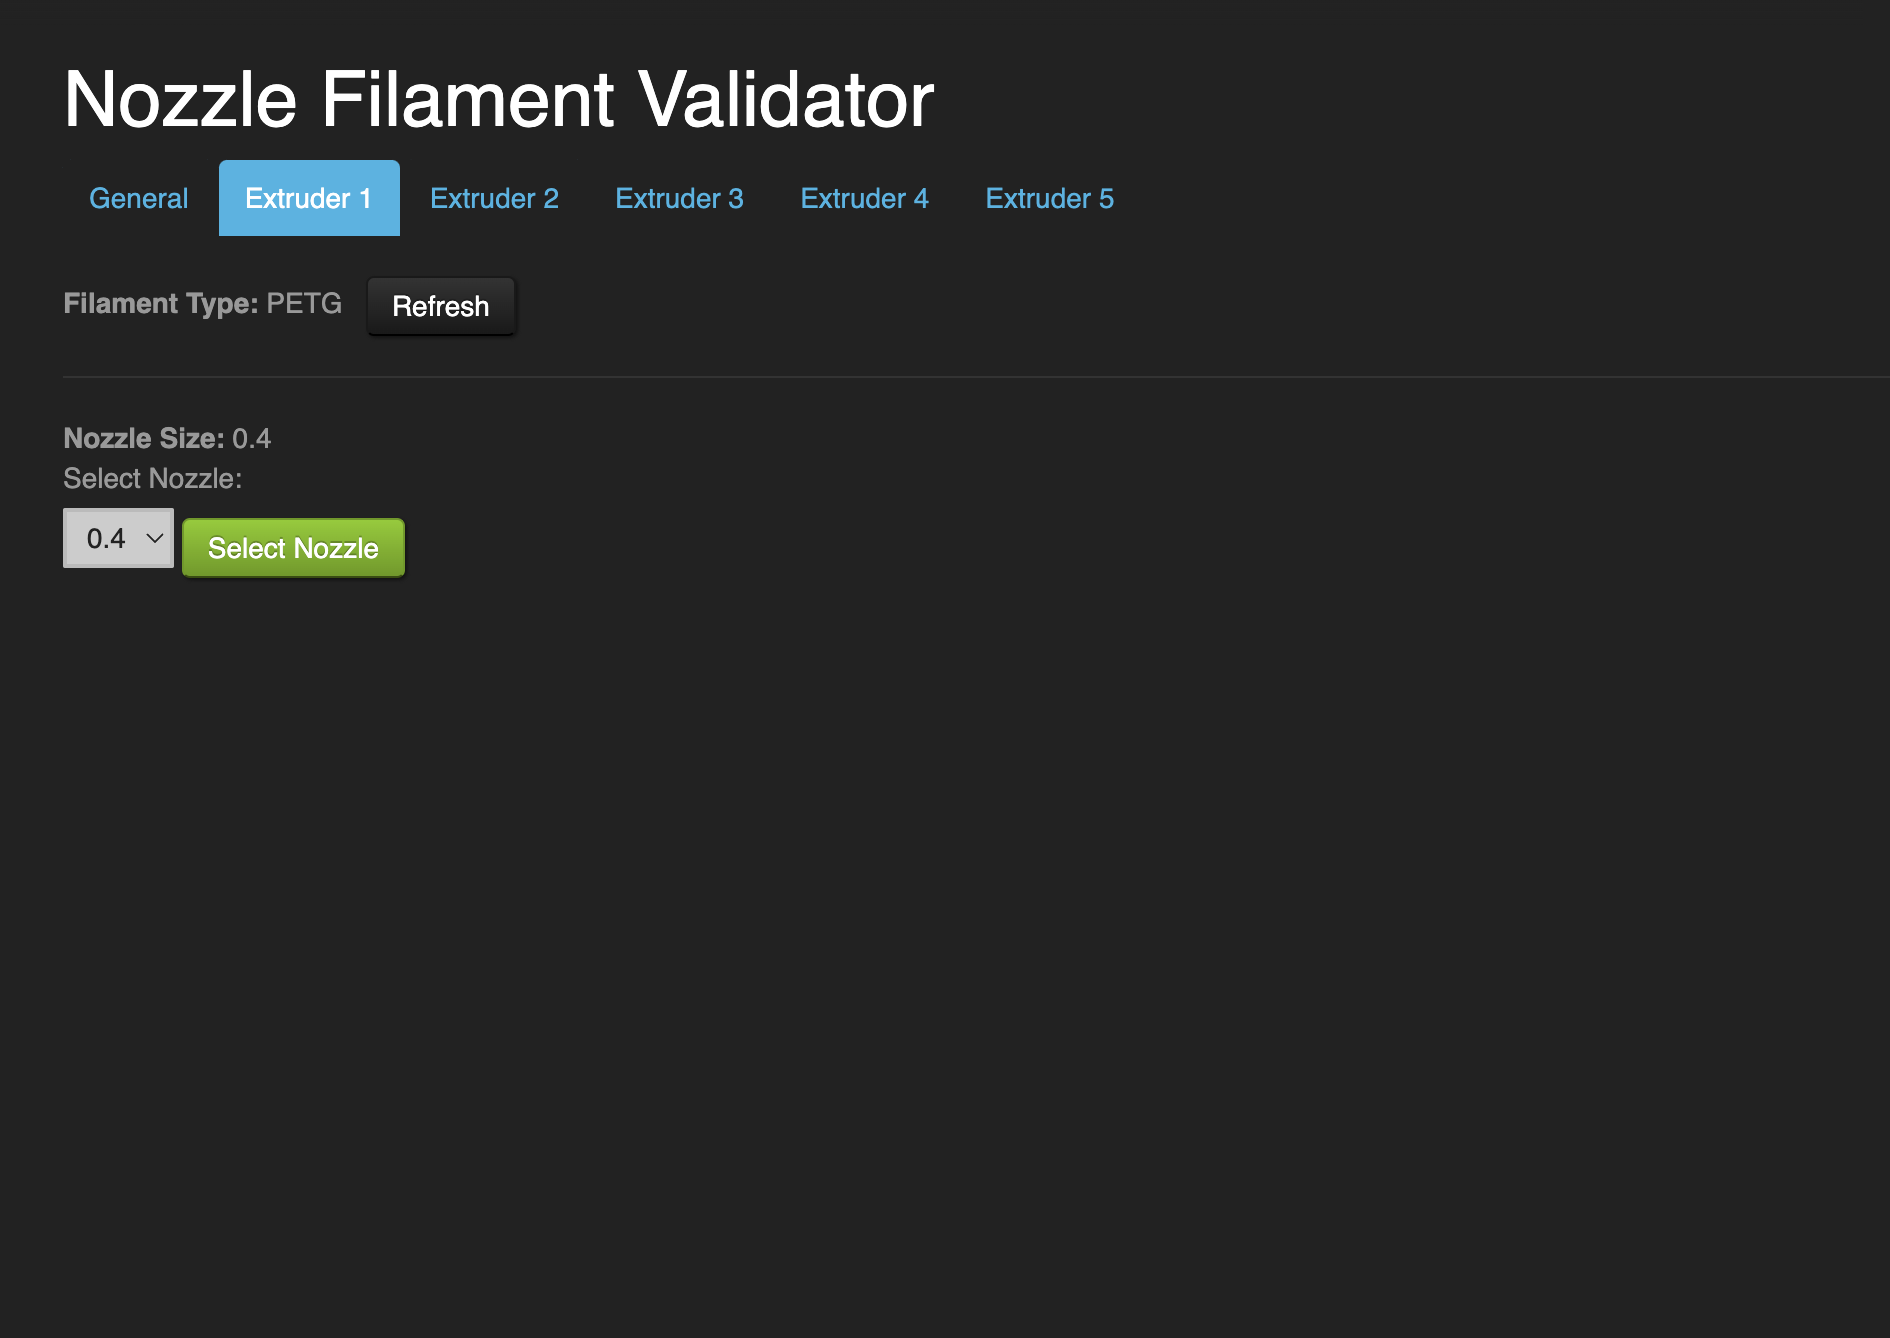 Nozzle Filament Validator
General Extruder 1 Extruder 2 Extruder 3 Extruder 4 Extruder 5
Filament Type: PETG Refresh
Nozzle Size: 0.4
Select Nozzle:
0.4 Select Nozzle